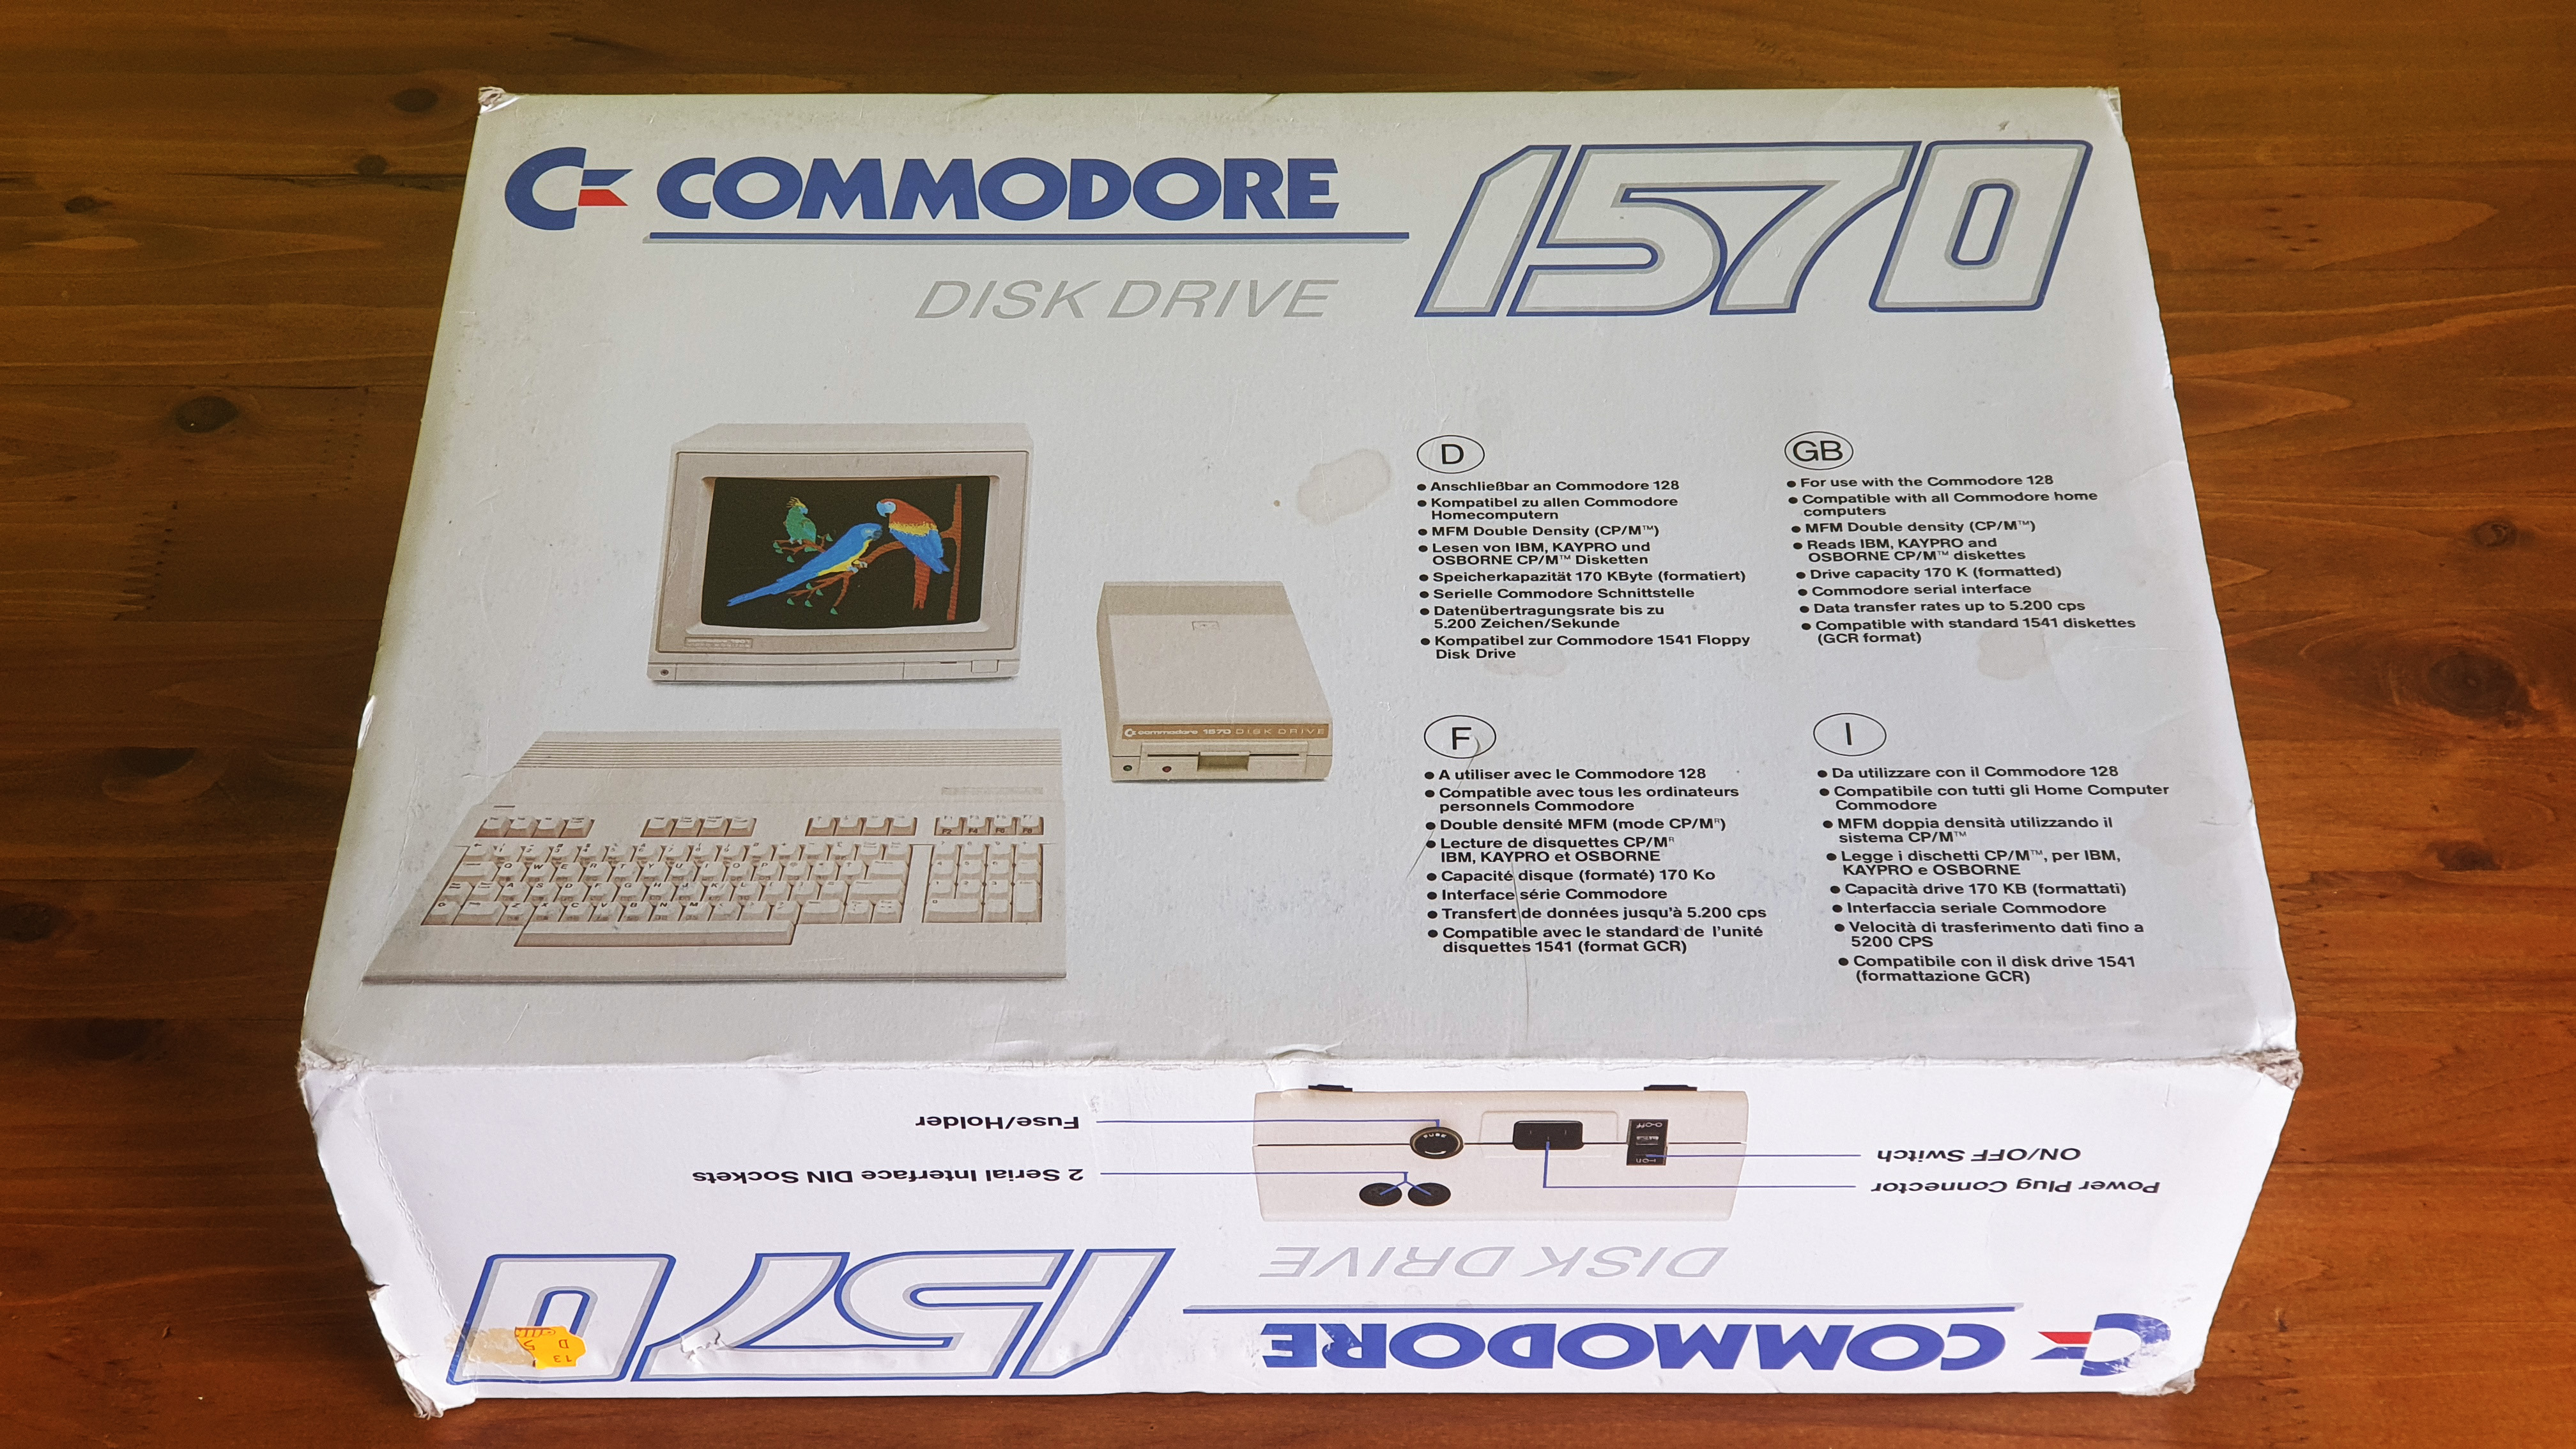 COMMODORE 1570
DISK DRIVE
D
● Anschließbar an Commodore 128
● Kompatibel zu allen Commodore
Homecomputern
● MFM Double Density (CP/M™)
● Lesen von IBM, KAYPRO und
OSBORNE CP/M™ Disketten
● Speicherkapazität 170 KByte (formatiert)
● Serielle Commodore Schnittstelle
● Datenübertragungsrate bis zu
5.200 Zeichen/Sekunde
● Kompatibel zur Commodore 1541 Floppy
Disk Drive
GB
● For use with the Commodore 128
● Compatible with all Commodore home
computers
● MFM Double density (CP/M™)
● Reads IBM, KAYPRO and
OSBORNE CP/M™ diskettes
● Drive capacity 170 K (formatted)
● Commodore serial interface
● Data transfer rates up to 5.200 cps
● Compatible with standard 1541 diskettes
(GCR format)
commodore 1570 DISK DRIVE
F
● A utiliser avec le Commodore 128
● Compatible avec tous les ordinateurs
personnels Commodore
● Double densité MFM (mode CP/Mᴿ)
● Lecture de disquettes CP/Mᴿ
IBM, KAYPRO et OSBORNE
● Capacité disque (formaté) 170 Ko
● Interface série Commodore
● Transfert de données jusqu'à 5.200 cps
● Compatible avec le standard de l'unité
disquettes 1541 (format GCR)
I
● Da utilizzare con il Commodore 128
● Compatibile con tutti gli Home Computer
Commodore
● MFM doppia densità utilizzando il
sistema CP/M™
● Legge i dischetti CP/M™, per IBM,
KAYPRO e OSBORNE
● Capacità drive 170 KB (formattati)
● Interfaccia seriale Commodore
● Velocità di trasferimento dati fino a
5200 CPS
● Compatibile con il disk drive 1541
(formattazione GCR)
COMMODORE 1570
DISK DRIVE
Power Plug Connector
ON/OFF Switch
2 Serial Interface DIN Sockets
Fuse/Holder
FUSE
13
D
5